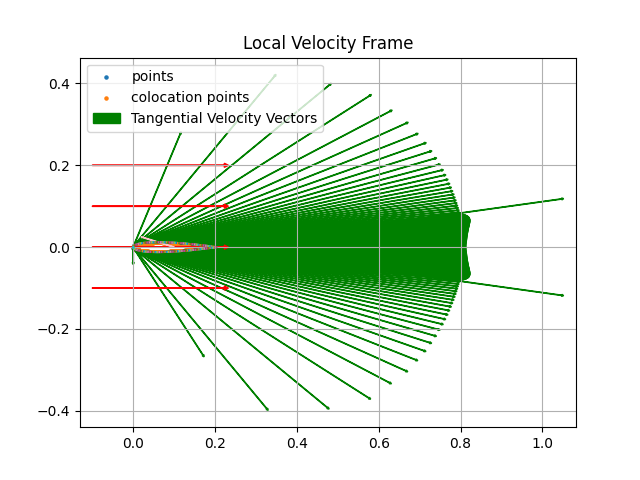 Local Velocity Frame
points
colocation points
Tangential Velocity Vectors
0.4
0.2
0.0
−0.2
−0.4
0.0 0.2 0.4 0.6 0.8 1.0